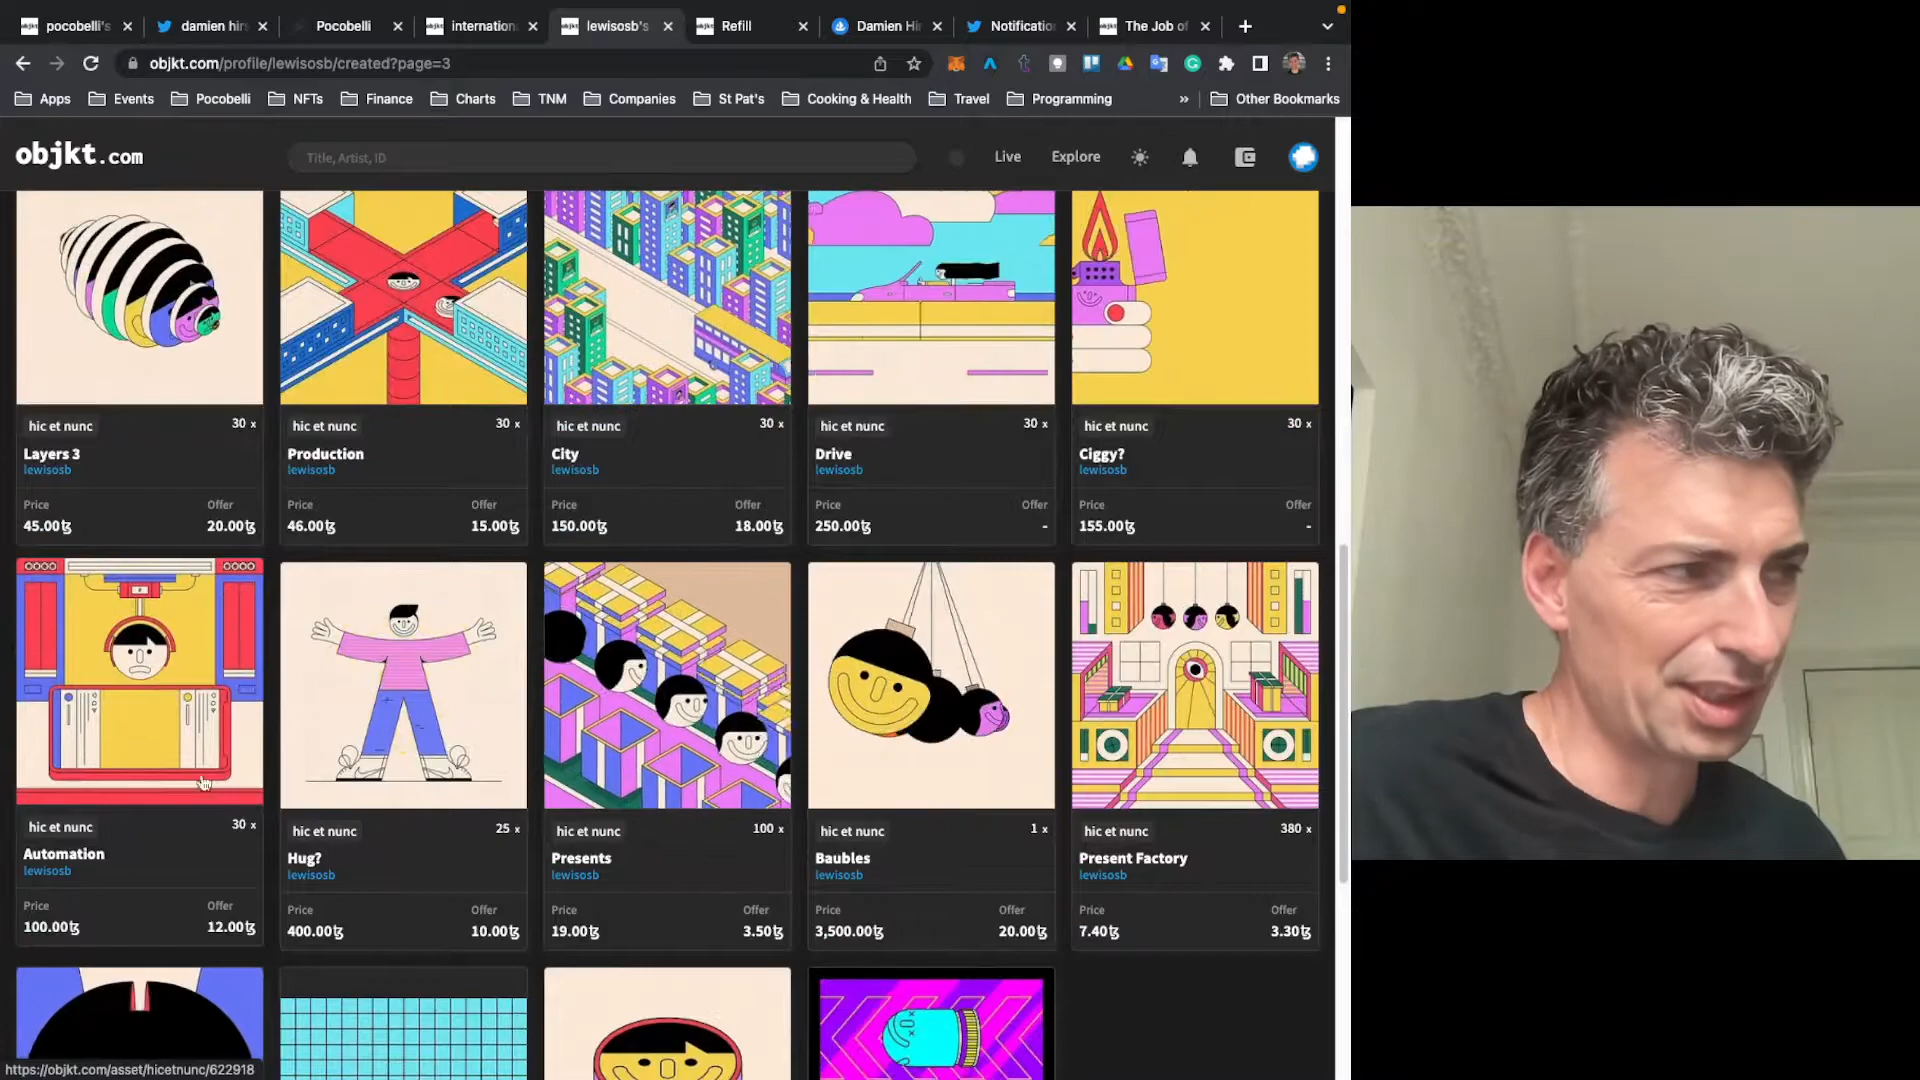 pocobelli's
damien hirs
Pocobelli
internation
lewisosb's
Refill
Damien Hi
Notificatio
The Job of
objkt.com/profile/lewisosb/created?page=3
Apps
Events
Pocobelli
NFTs
Finance
Charts
TNM
Companies
St Pat's
Cooking & Health
Travel
Programming
»
Other Bookmarks
objkt.com
Title, Artist, ID
Live
Explore
hic et nunc 30 x
Layers 3
lewisosb
Price Offer
45.00ꜩ 20.00ꜩ
hic et nunc 30 x
Production
lewisosb
Price Offer
46.00ꜩ 15.00ꜩ
hic et nunc 30 x
City
lewisosb
Price Offer
150.00ꜩ 18.00ꜩ
hic et nunc 30 x
Drive
lewisosb
Price Offer
250.00ꜩ -
hic et nunc 30 x
Ciggy?
lewisosb
Price Offer
155.00ꜩ -
hic et nunc 30 x
Automation
lewisosb
Price Offer
100.00ꜩ 12.00ꜩ
hic et nunc 25 x
Hug?
lewisosb
Price Offer
400.00ꜩ 10.00ꜩ
hic et nunc 100 x
Presents
lewisosb
Price Offer
19.00ꜩ 3.50ꜩ
hic et nunc 1 x
Baubles
lewisosb
Price Offer
3,500.00ꜩ 20.00ꜩ
hic et nunc 380 x
Present Factory
lewisosb
Price Offer
7.40ꜩ 3.30ꜩ
https://objkt.com/asset/hicetnunc/622918